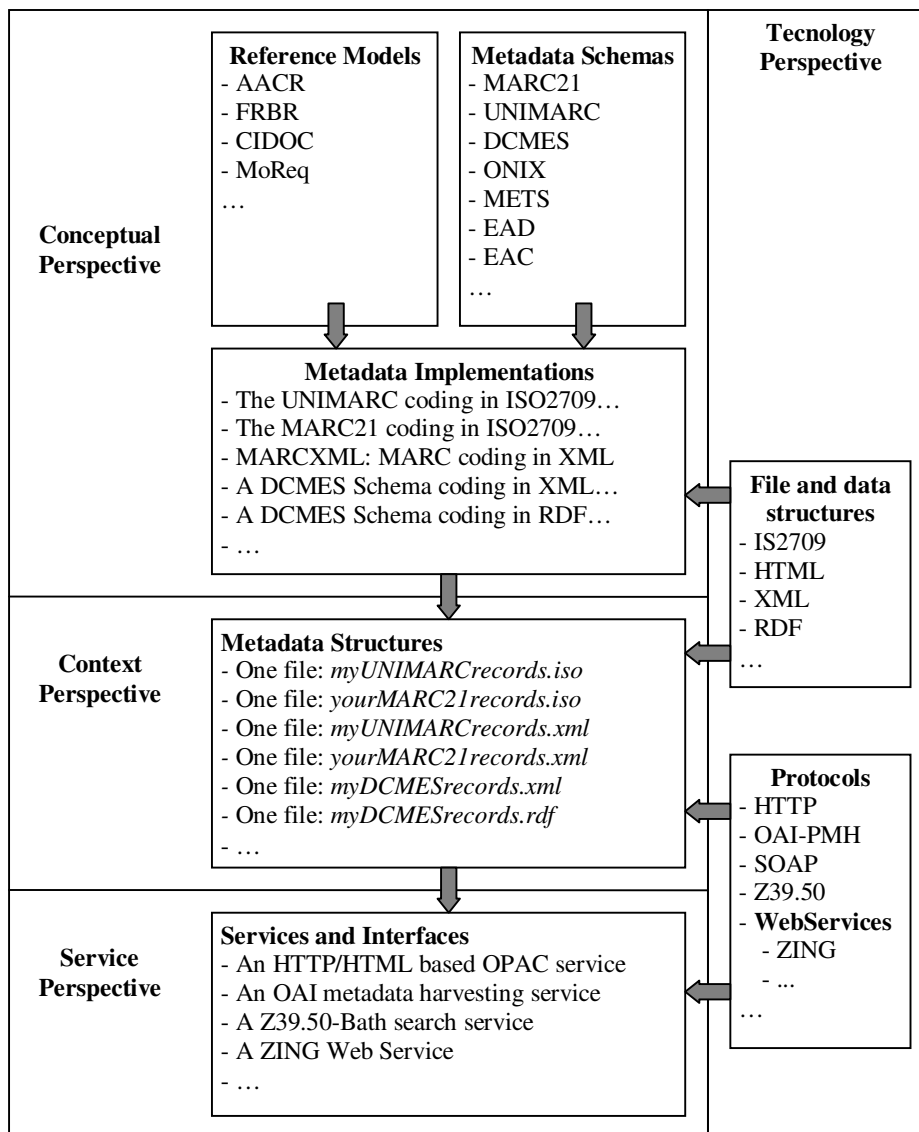 Reference Models
- AACR
- FRBR
- CIDOC
- MoReq
…
Metadata Schemas
- MARC21
- UNIMARC
- DCMES
- ONIX
- METS
- EAD
- EAC
…
Tecnology
Perspective
Conceptual
Perspective
Metadata Implementations
- The UNIMARC coding in ISO2709…
- The MARC21 coding in ISO2709…
- MARCXML: MARC coding in XML
- A DCMES Schema coding in XML…
- A DCMES Schema coding in RDF…
- …
File and data
structures
- IS2709
- HTML
- XML
- RDF
…
Context
Perspective
Metadata Structures
- One file: myUNIMARCrecords.iso
- One file: yourMARC21records.iso
- One file: myUNIMARCrecords.xml
- One file: yourMARC21records.xml
- One file: myDCMESrecords.xml
- One file: myDCMESrecords.rdf
- …
Protocols
- HTTP
- OAI-PMH
- SOAP
- Z39.50
- WebServices
- ZING
- ...
…
Service
Perspective
Services and Interfaces
- An HTTP/HTML based OPAC service
- An OAI metadata harvesting service
- A Z39.50-Bath search service
- A ZING Web Service
- …